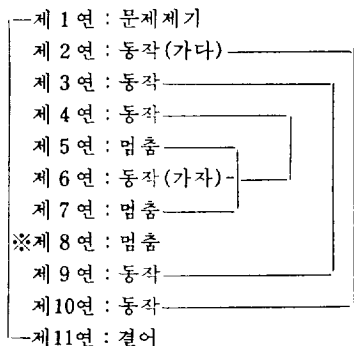 제 1 연 : 문제제기
제 2 연 : 동작(가다)
제 3 연 : 동작
제 4 연 : 동작
제 5 연 : 멈춤
제 6 연 : 동작(가자)
제 7 연 : 멈춤
※제 8 연 : 멈춤
제 9 연 : 동작
제10연 : 동작
제11연 : 결어